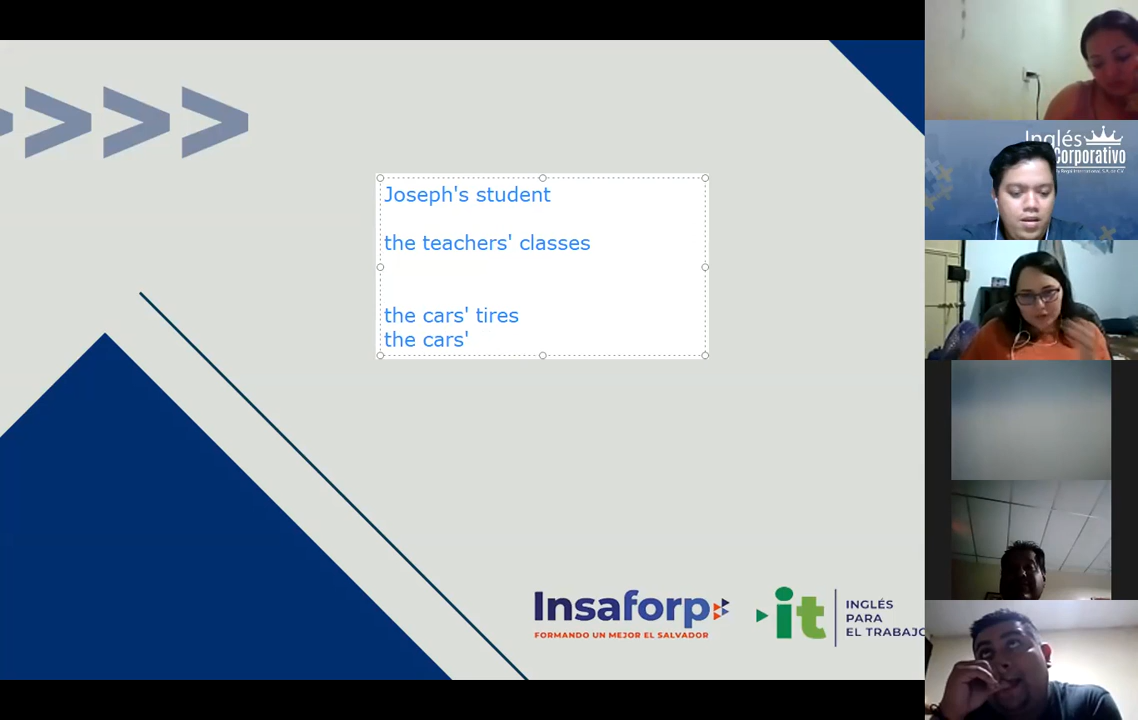 Joseph's student
the teachers' classes
the cars' tires
the cars'
Insaforp
FORMANDO UN MEJOR EL SALVADOR
it
INGLÉS
PARA
EL TRABAJO
Inglés
Corporativo